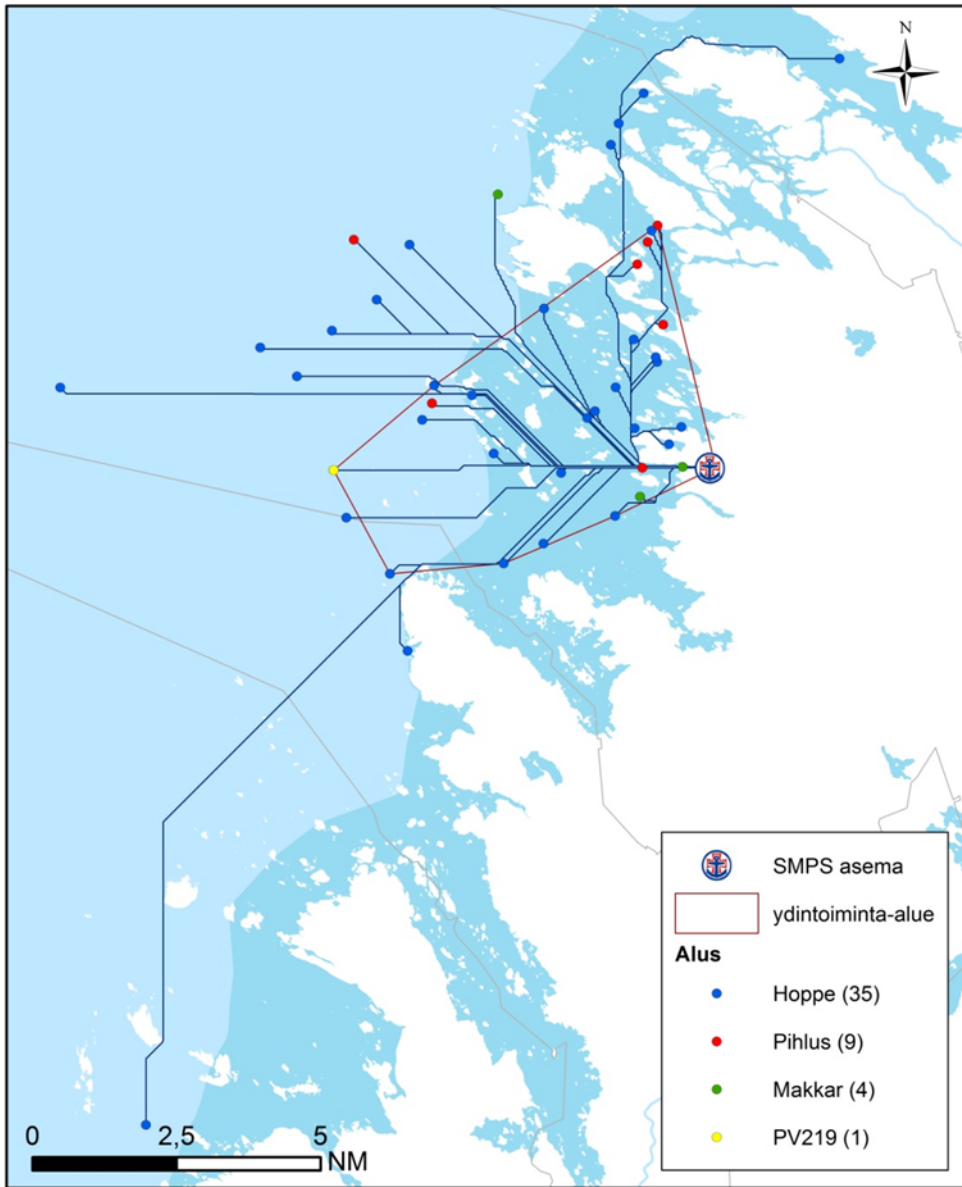 N
SMPS asema
ydintoiminta-alue
Alus
Hoppe (35)
Pihlus (9)
Makkar (4)
PV219 (1)
0 2,5 5
NM